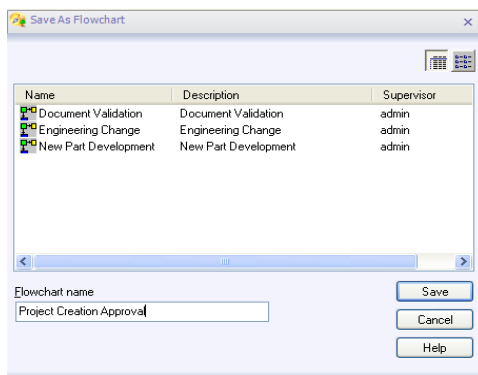 Save As Flowchart
Name Description Supervisor
Document Validation Document Validation admin
Engineering Change Engineering Change admin
New Part Development New Part Development admin
Flowchart name
Project Creation Approval
Save
Cancel
Help